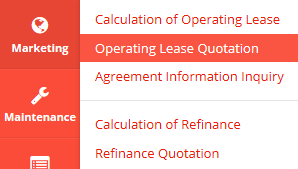 Marketing
Maintenance
Calculation of Operating Lease
Operating Lease Quotation
Agreement Information Inquiry
Calculation of Refinance
Refinance Quotation